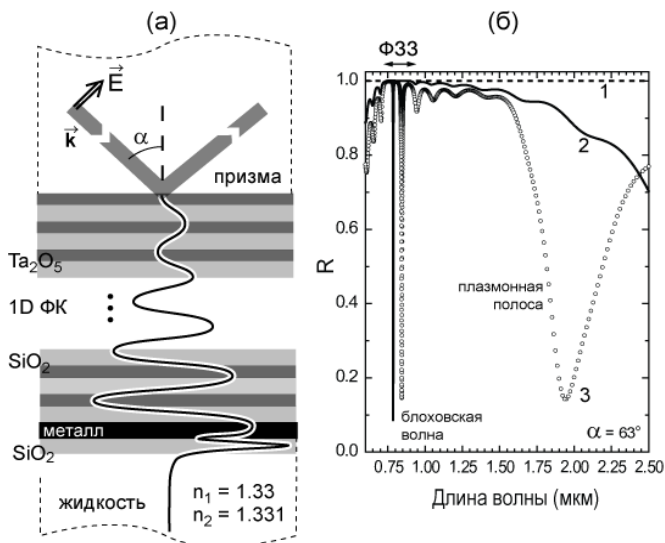 (а)
E
k
α
призма
Ta2O5
1D ФК
SiO2
металл
SiO2
жидкость
n1 = 1.33
n2 = 1.331
(б)
Ф33
1.0
0.8
0.6
0.4
0.2
0.0
R
1
2
3
плазмонная
полоса
блоховская
волна
α = 63°
0.75 1.00 1.25 1.50 1.75 2.00 2.25 2.50
Длина волны (мкм)